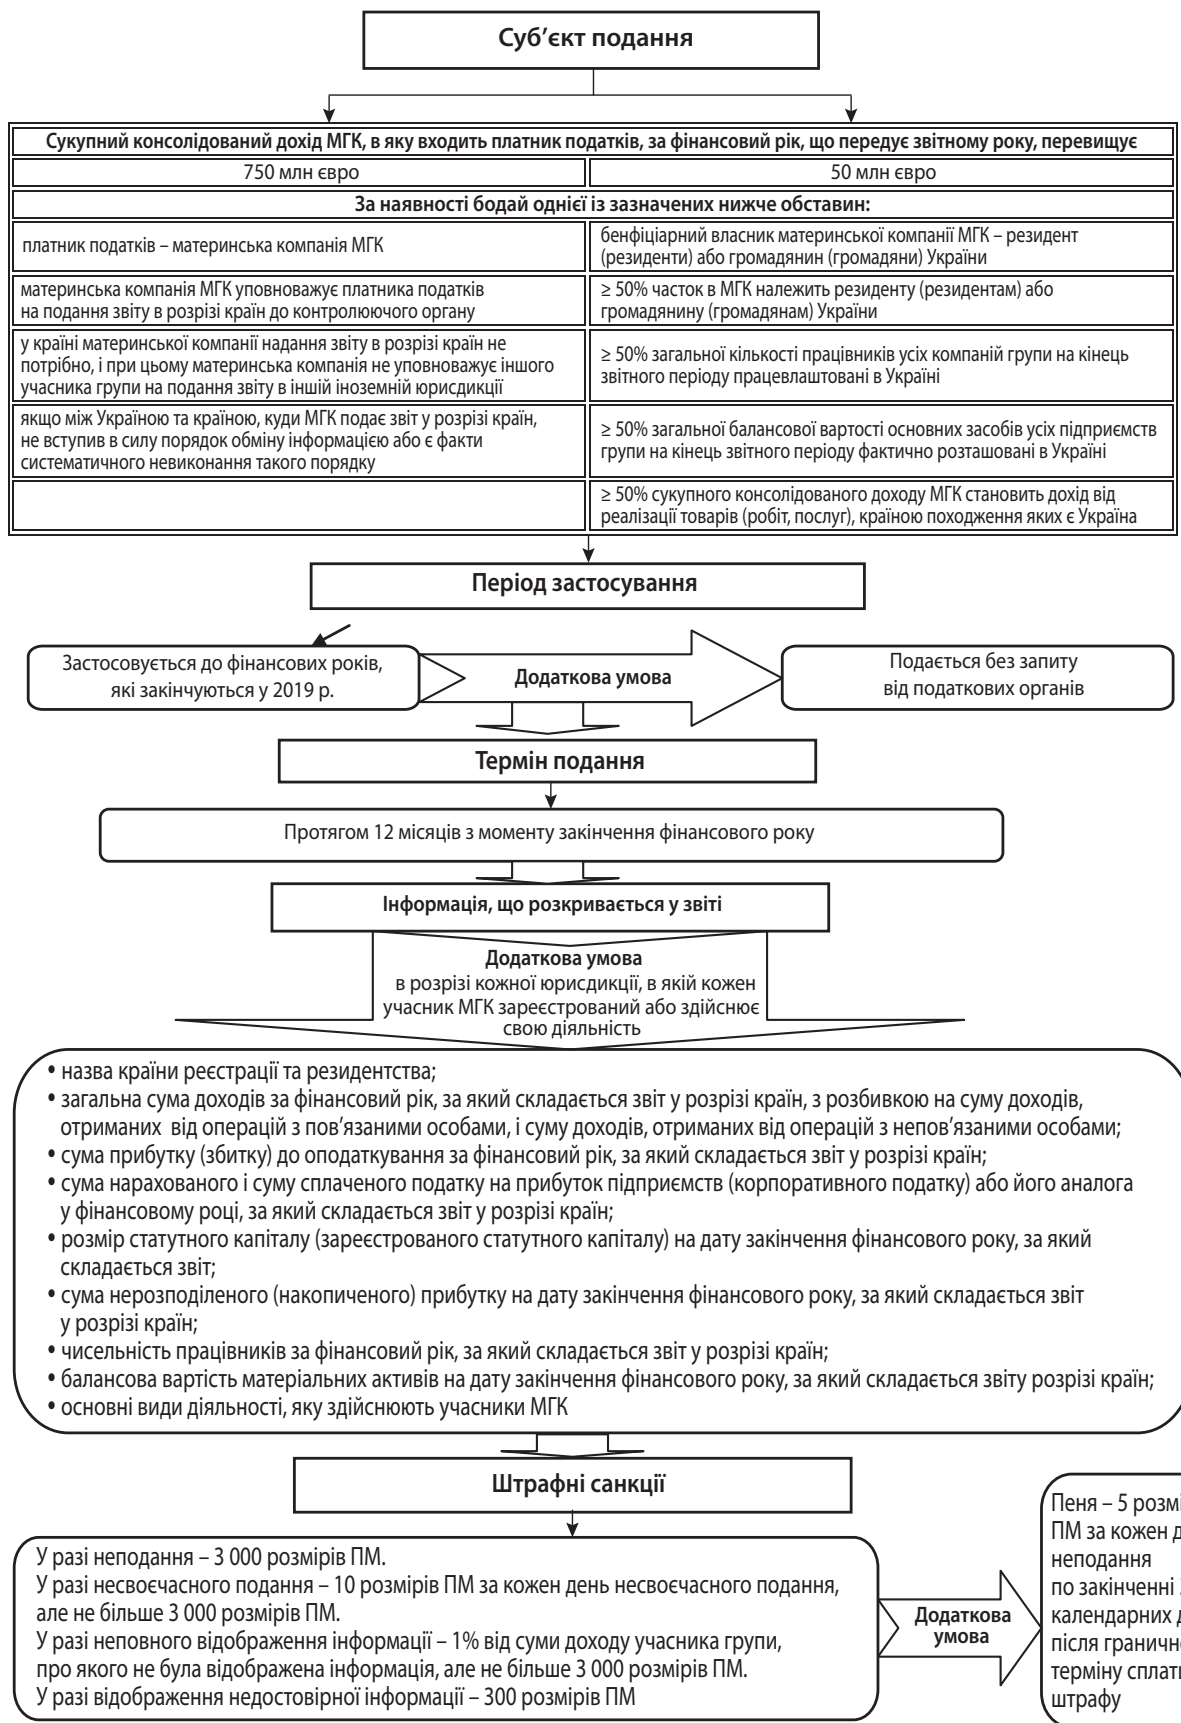 Суб’єкт подання
Сукупний консолідований дохід МГК, в яку входить платник податків, за фінансовий рік, що передує звітному року, перевищує
750 млн євро
50 млн євро
За наявності бодай однієї із зазначених нижче обставин:
платник податків – материнська компанія МГК
бенфіціарний власник материнської компанії МГК – резидент
(резиденти) або громадянин (громадяни) України
материнська компанія МГК уповноважує платника податків
на подання звіту в розрізі країн до контролюючого органу
≥ 50% часток в МГК належить резиденту (резидентам) або
громадянину (громадянам) України
у країні материнської компанії надання звіту в розрізі країн не
потрібно, і при цьому материнська компанія не уповноважує іншого
учасника групи на подання звіту в іншій іноземній юрисдикції
≥ 50% загальної кількості працівників усіх компаній групи на кінець
звітного періоду працевлаштовані в Україні
якщо між Україною та країною, куди МГК подає звіт у розрізі країн,
не вступив в силу порядок обміну інформацією або є факти
систематичного невиконання такого порядку
≥ 50% загальної балансової вартості основних засобів усіх підприємств
групи на кінець звітного періоду фактично розташовані в Україні
≥ 50% сукупного консолідованого доходу МГК становить дохід від
реалізації товарів (робіт, послуг), країною походження яких є Україна
Період застосування
Застосовується до фінансових років,
які закінчуються у 2019 р.
Додаткова умова
Подається без запиту
від податкових органів
Термін подання
Протягом 12 місяців з моменту закінчення фінансового року
Інформація, що розкривається у звіті
Додаткова умова
в розрізі кожної юрисдикції, в якій кожен
учасник МГК зареєстрований або здійснює
свою діяльність
• назва країни реєстрації та резидентства;
• загальна сума доходів за фінансовий рік, за який складається звіт у розрізі країн, з розбивкою на суму доходів,
отриманих від операцій з пов’язаними особами, і суму доходів, отриманих від операцій з непов’язаними особами;
• сума прибутку (збитку) до оподаткування за фінансовий рік, за який складається звіт у розрізі країн;
• сума нарахованого і суму сплаченого податку на прибуток підприємств (корпоративного податку) або його аналога
у фінансовому році, за який складається звіт у розрізі країн;
• розмір статутного капіталу (зареєстрованого статутного капіталу) на дату закінчення фінансового року, за який
складається звіт;
• сума нерозподіленого (накопиченого) прибутку на дату закінчення фінансового року, за який складається звіт
у розрізі країн;
• чисельність працівників за фінансовий рік, за який складається звіт у розрізі країн;
• балансова вартість матеріальних активів на дату закінчення фінансового року, за який складається звіту розрізі країн;
• основні види діяльності, яку здійснюють учасники МГК
Штрафні санкції
У разі неподання – 3 000 розмірів ПМ.
У разі несвоєчасного подання – 10 розмірів ПМ за кожен день несвоєчасного подання,
але не більше 3 000 розмірів ПМ.
У разі неповного відображення інформації – 1% від суми доходу учасника групи,
про якого не була відображена інформація, але не більше 3 000 розмірів ПМ.
У разі відображення недостовірної інформації – 300 розмірів ПМ
Додаткова
умова
Пеня – 5
ПМ за кожен
неподання
по закінченні
календарних
після
терміну
штрафу